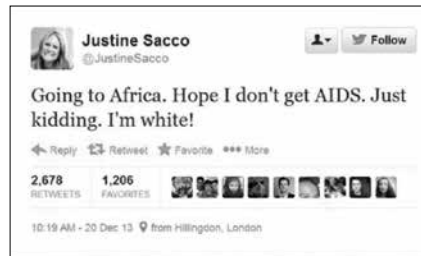 Justine Sacco
@JustineSacco
Follow
Going to Africa. Hope I don't get AIDS. Just
kidding. I'm white!
Reply Retweet Favorite ••• More
2,678 1,206
RETWEETS FAVORITES
10:19 AM - 20 Dec 13 from Hillingdon, London